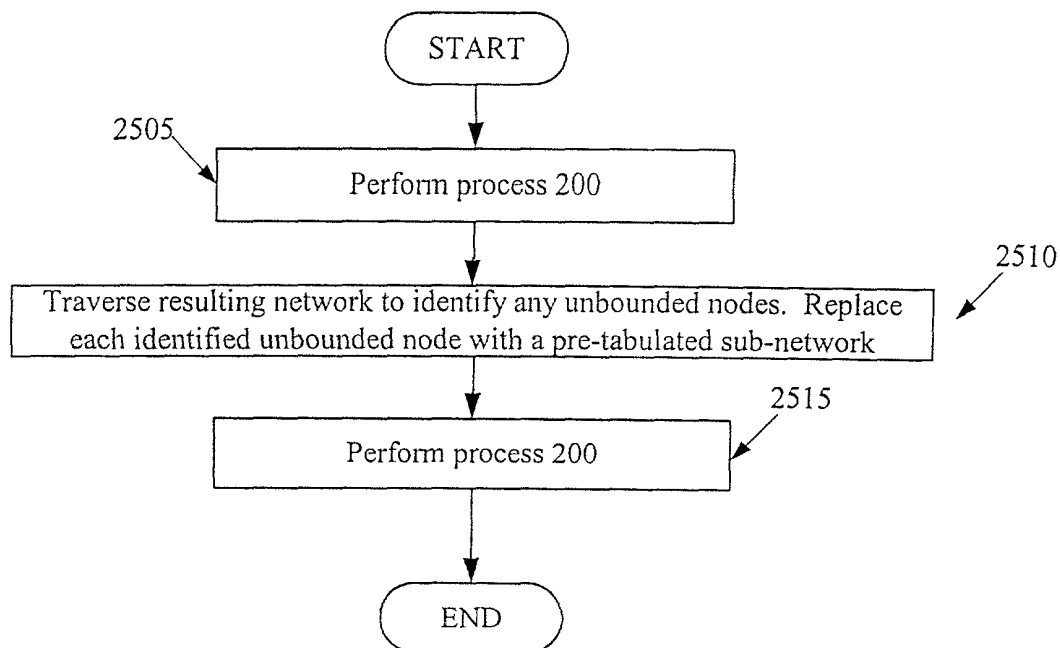 START
2505
Perform process 200
2510
Traverse resulting network to identify any unbounded nodes. Replace
each identified unbounded node with a pre-tabulated sub-network
2515
Perform process 200
END